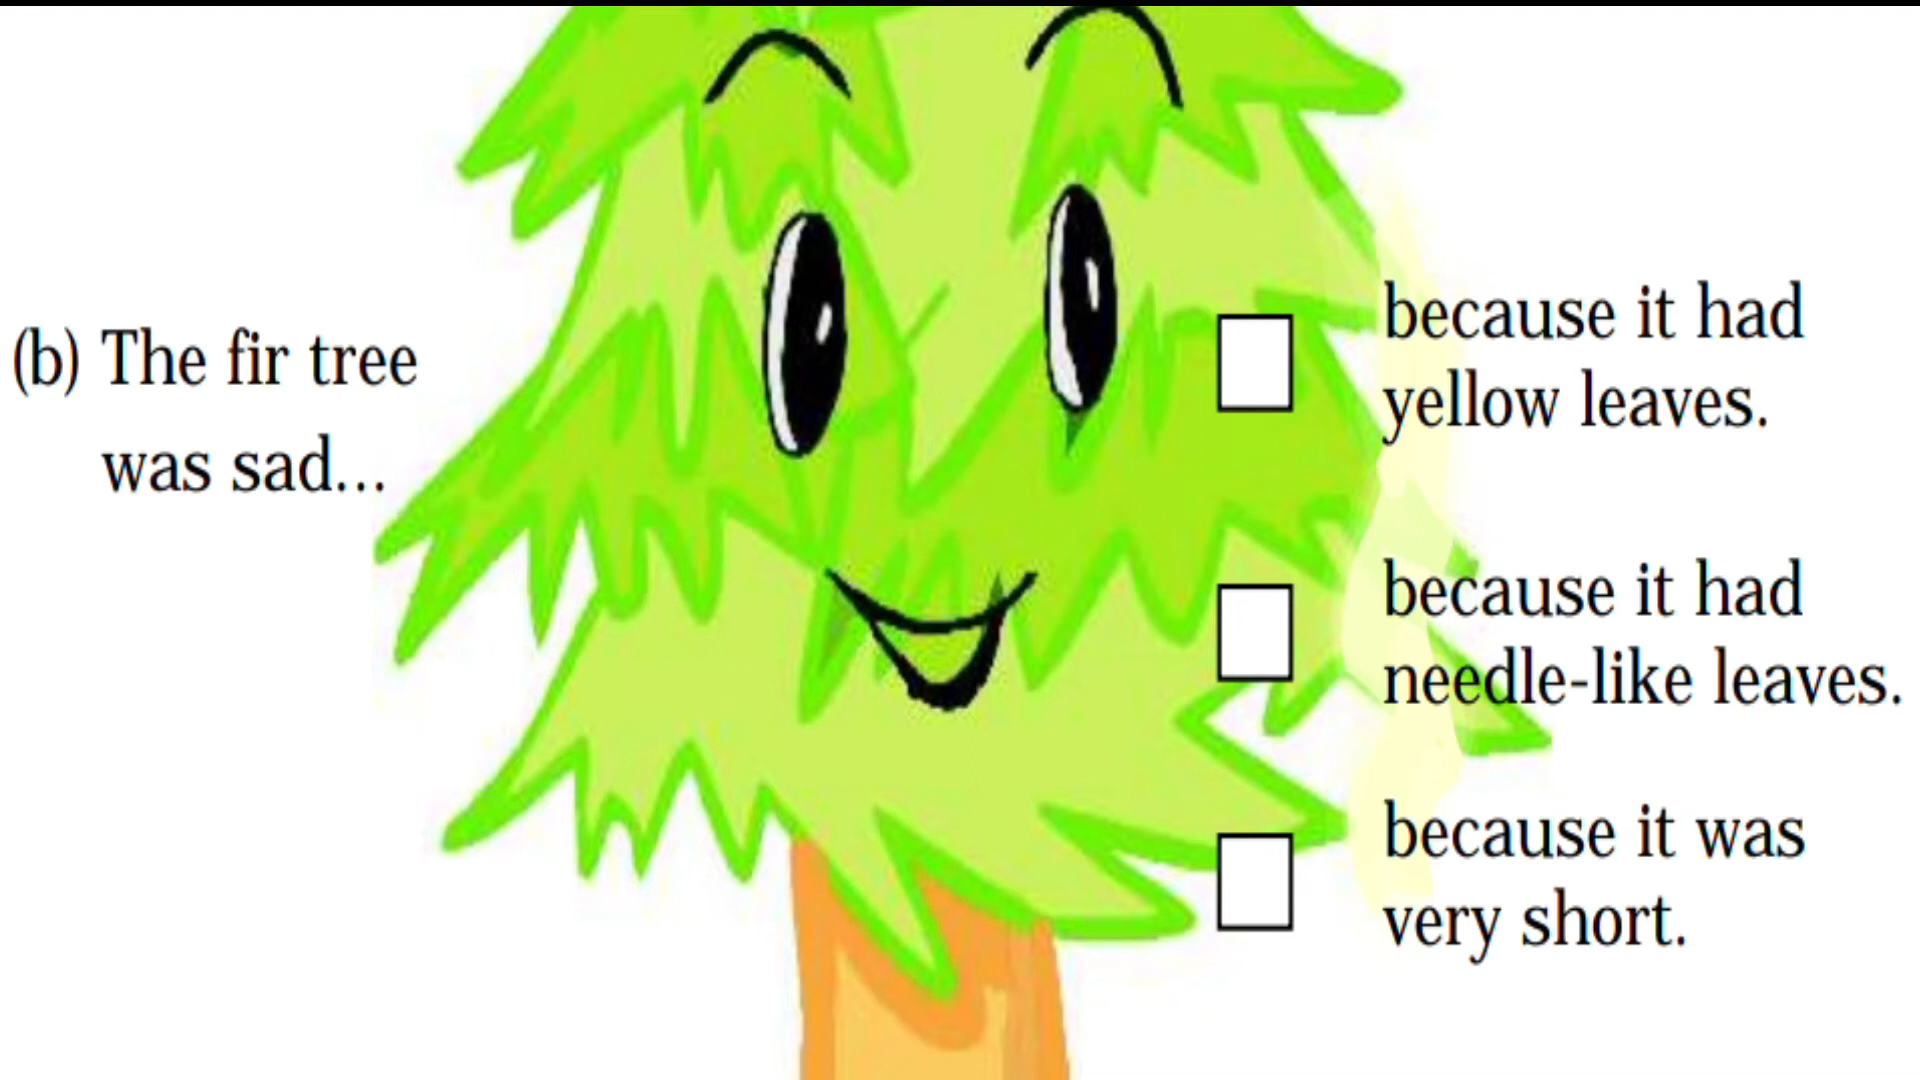 (b) The fir tree
was sad...
because it had
yellow leaves.
because it had
needle-like leaves.
because it was
very short.